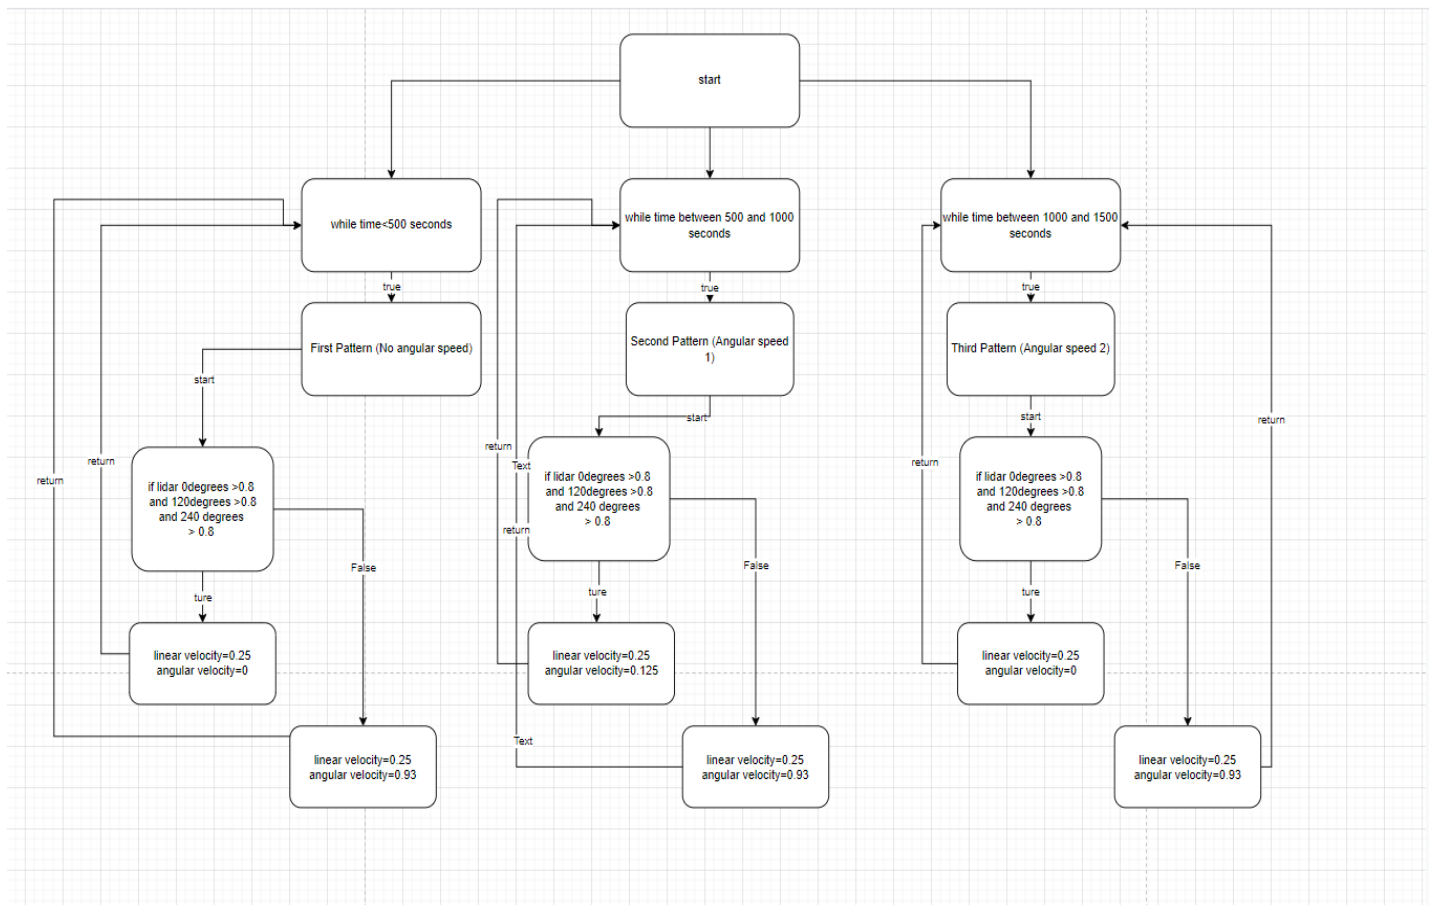 start
while time<500 seconds
while time between 500 and 1000
seconds
while time between 1000 and 1500
seconds
true
true
true
First Pattern (No angular speed)
Second Pattern (Angular speed
1)
Third Pattern (Angular speed 2)
start
start
start
return
return
return
Text
return
return
return
if lidar 0degrees >0.8
and 120degrees >0.8
and 240 degrees
> 0.8
if lidar 0degrees >0.8
and 120degrees >0.8
and 240 degrees
> 0.8
if lidar 0degrees >0.8
and 120degrees >0.8
and 240 degrees
> 0.8
False
False
False
ture
ture
ture
linear velocity=0.25
angular velocity=0
linear velocity=0.25
angular velocity=0.125
linear velocity=0.25
angular velocity=0
Text
linear velocity=0.25
angular velocity=0.93
linear velocity=0.25
angular velocity=0.93
linear velocity=0.25
angular velocity=0.93